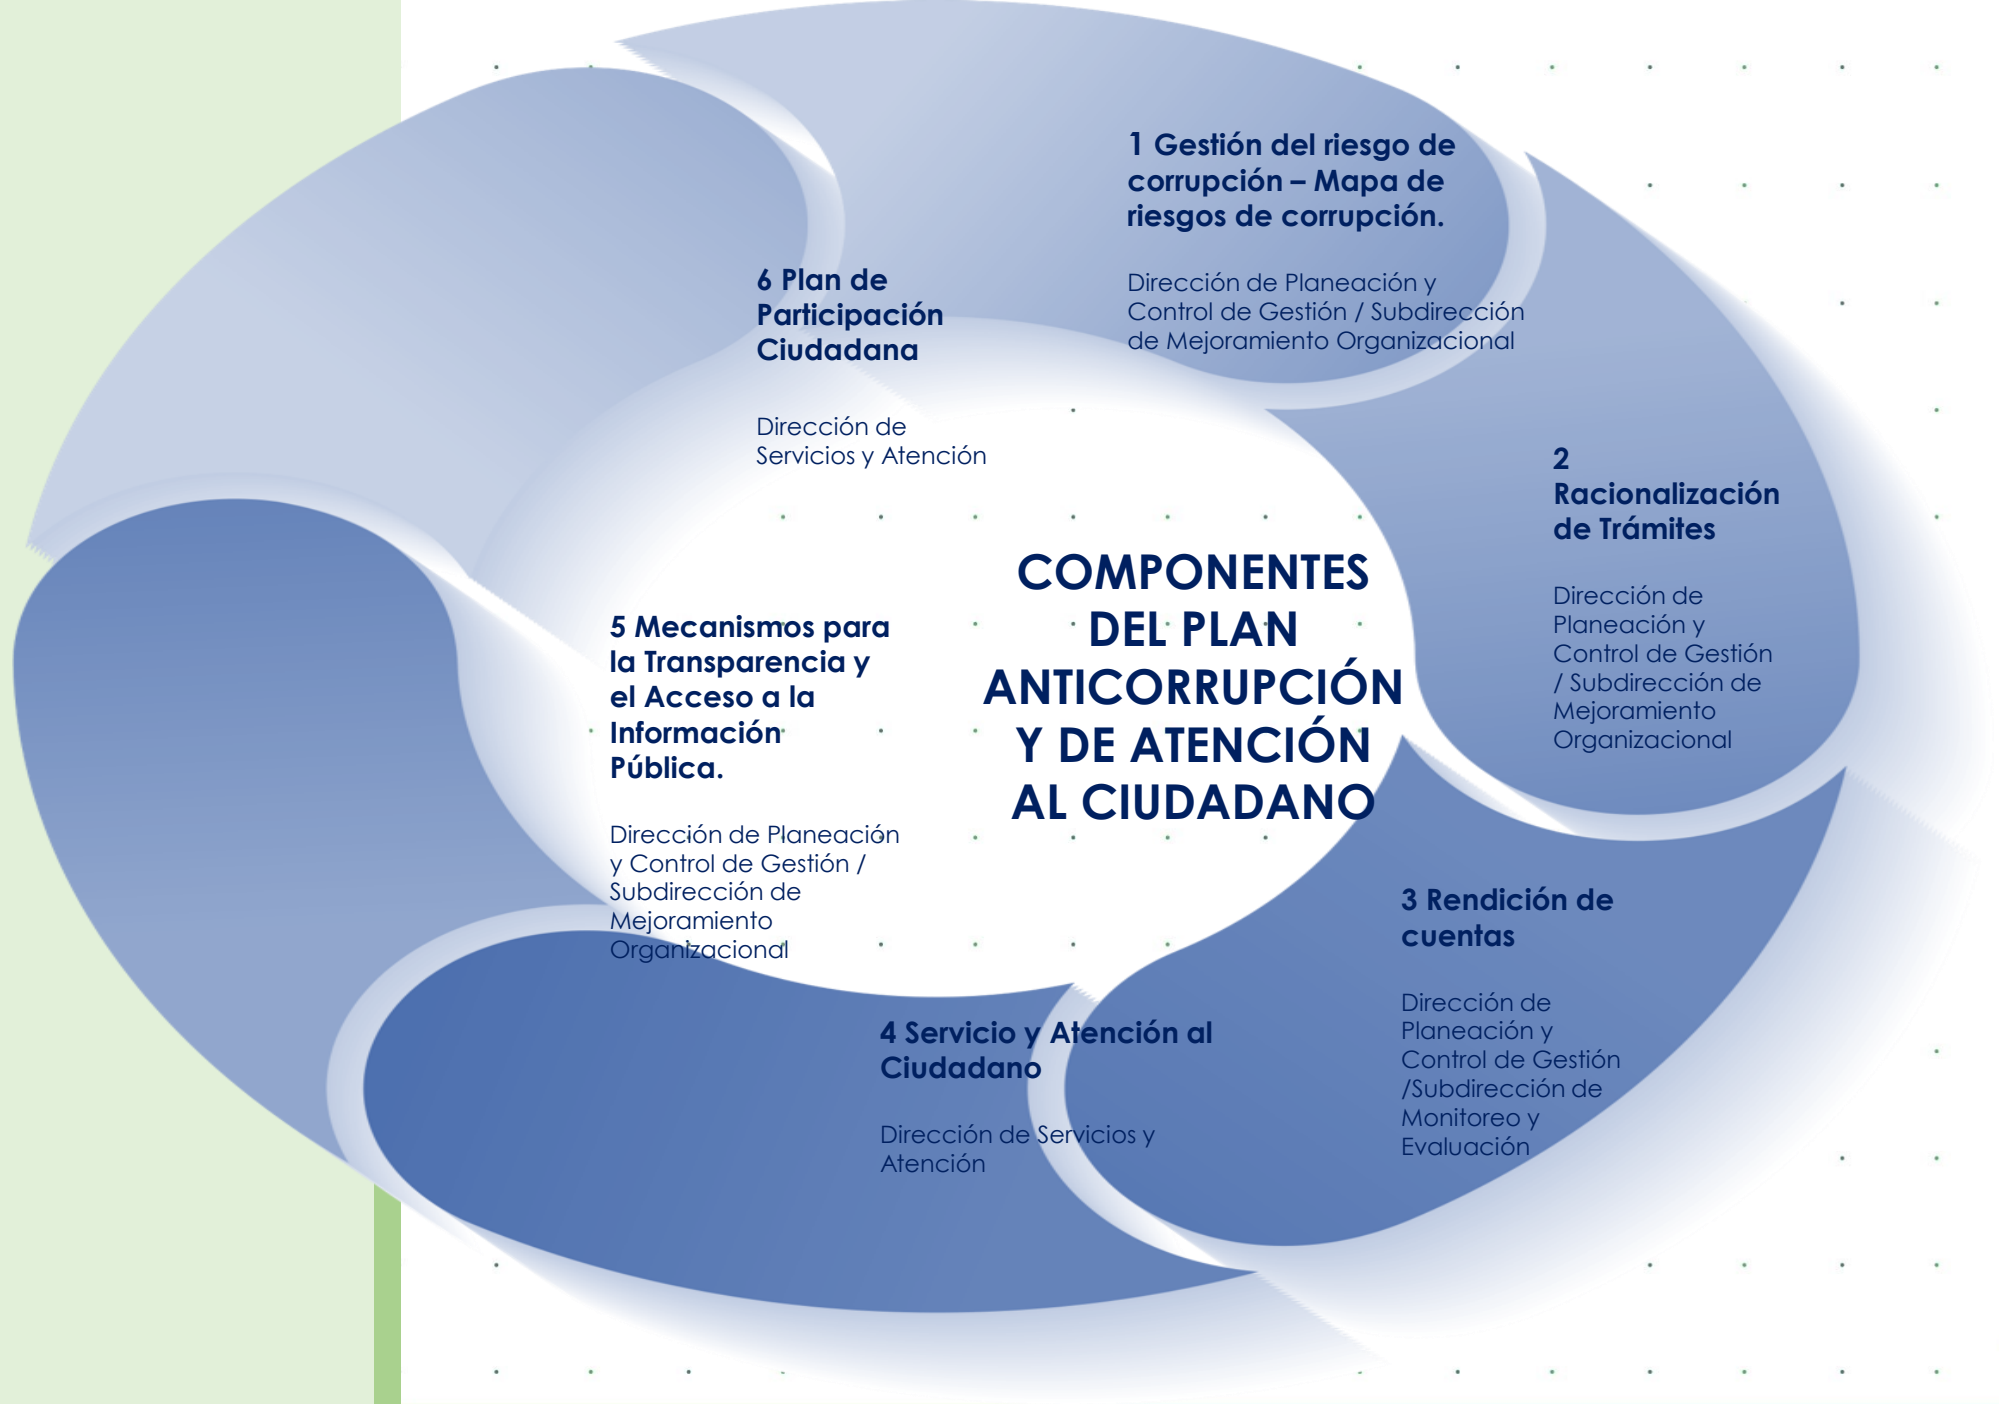 1 Gestión del riesgo de
corrupción – Mapa de
riesgos de corrupción.
Dirección de Planeación y
Control de Gestión / Subdirección
de Mejoramiento Organizacional
2
Racionalización
de Trámites
Dirección de
Planeación y
Control de Gestión
/ Subdirección de
Mejoramiento
Organizacional
3 Rendición de
cuentas
Dirección de
Planeación y
Control de Gestión
/Subdirección de
Monitoreo y
Evaluación
4 Servicio y Atención al
Ciudadano
Dirección de Servicios y
Atención
5 Mecanismos para
la Transparencia y
el Acceso a la
Información
Pública.
Dirección de Planeación
y Control de Gestión /
Subdirección de
Mejoramiento
Organizacional
6 Plan de
Participación
Ciudadana
Dirección de
Servicios y Atención
COMPONENTES
DEL PLAN
ANTICORRUPCIÓN
Y DE ATENCIÓN
AL CIUDADANO